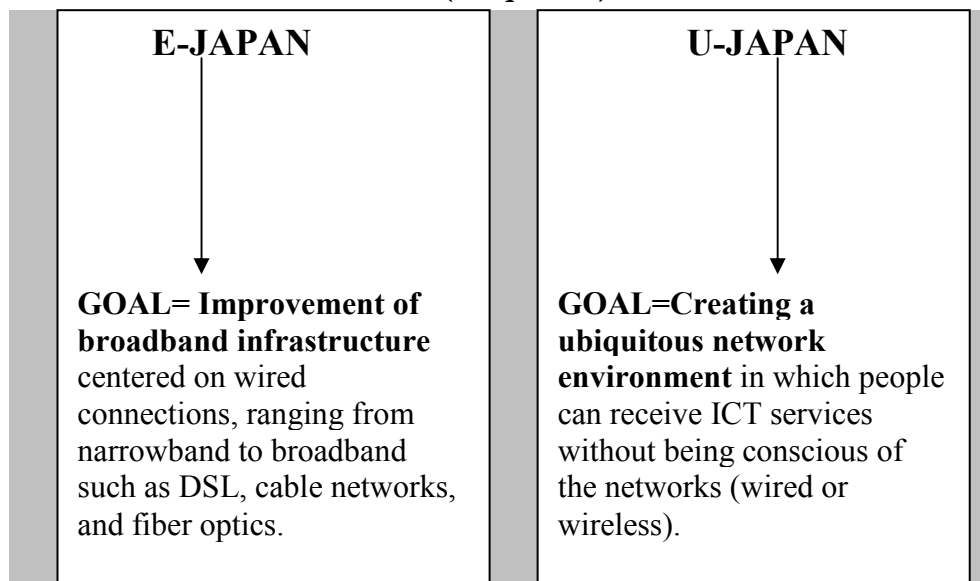 E-JAPAN
GOAL= Improvement of
broadband infrastructure
centered on wired
connections, ranging from
narrowband to broadband
such as DSL, cable networks,
and fiber optics.
U-JAPAN
GOAL=Creating a
ubiquitous network
environment in which people
can receive ICT services
without being conscious of
the networks (wired or
wireless).